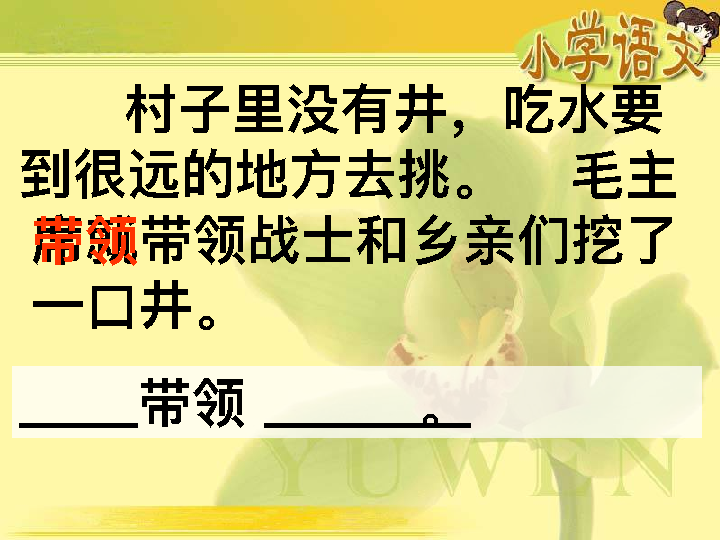 小学语文
村子里没有井，吃水要
到很远的地方去挑。 毛主
带领带领战士和乡亲们挖了
一口井。
_____带领 _______。
YUWEN